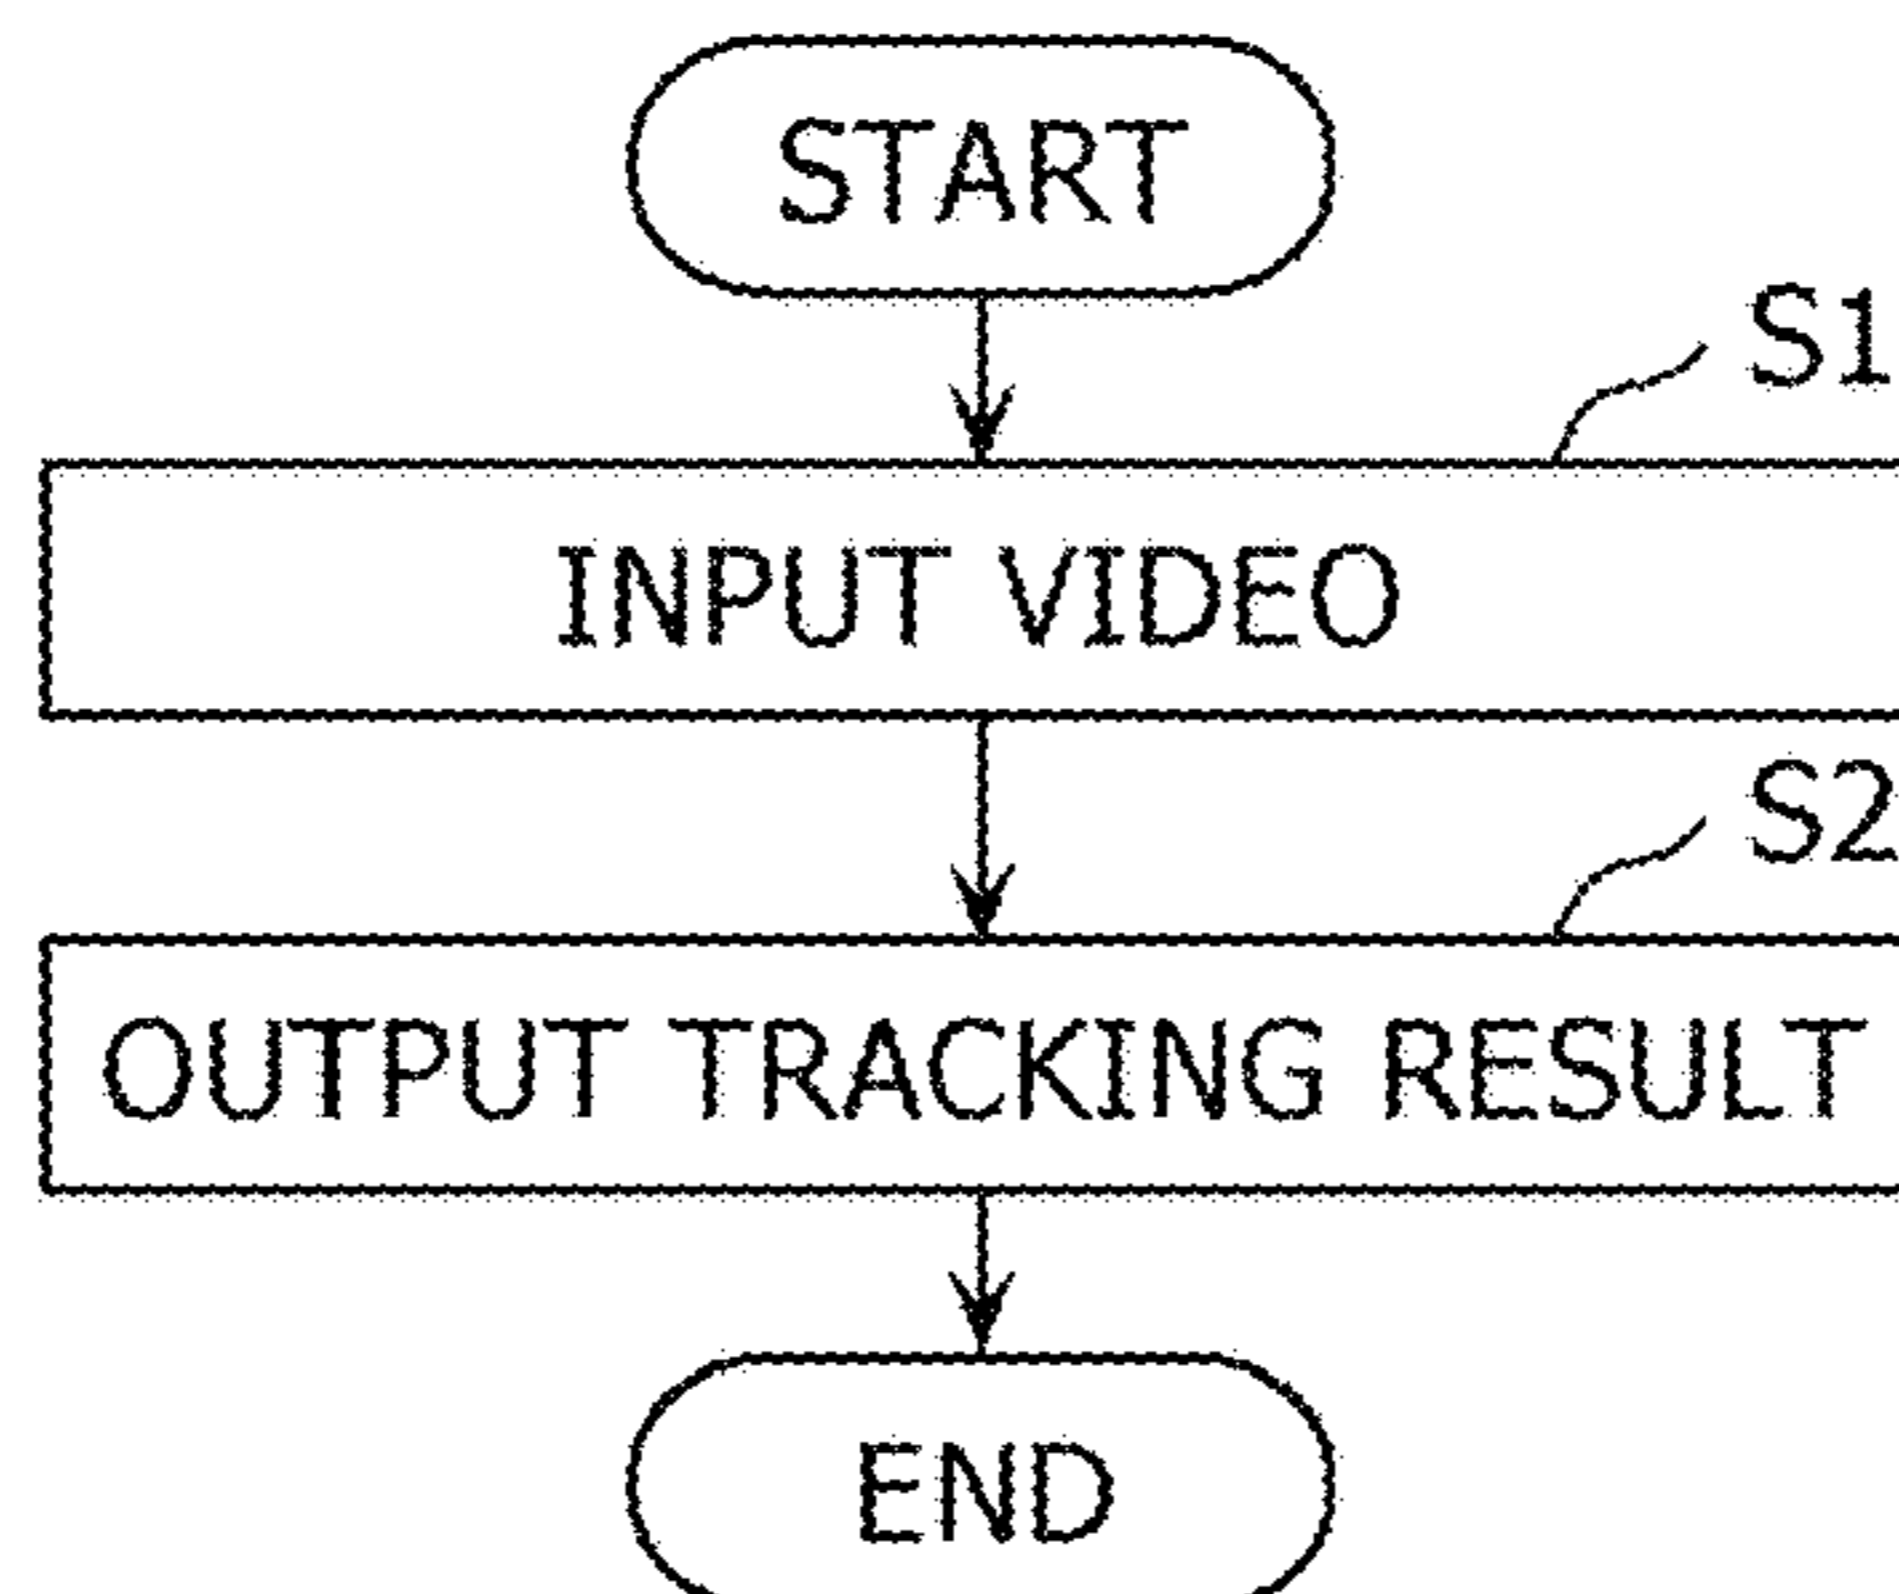 START
S1
INPUT VIDEO
S2
OUTPUT TRACKING RESULT
END